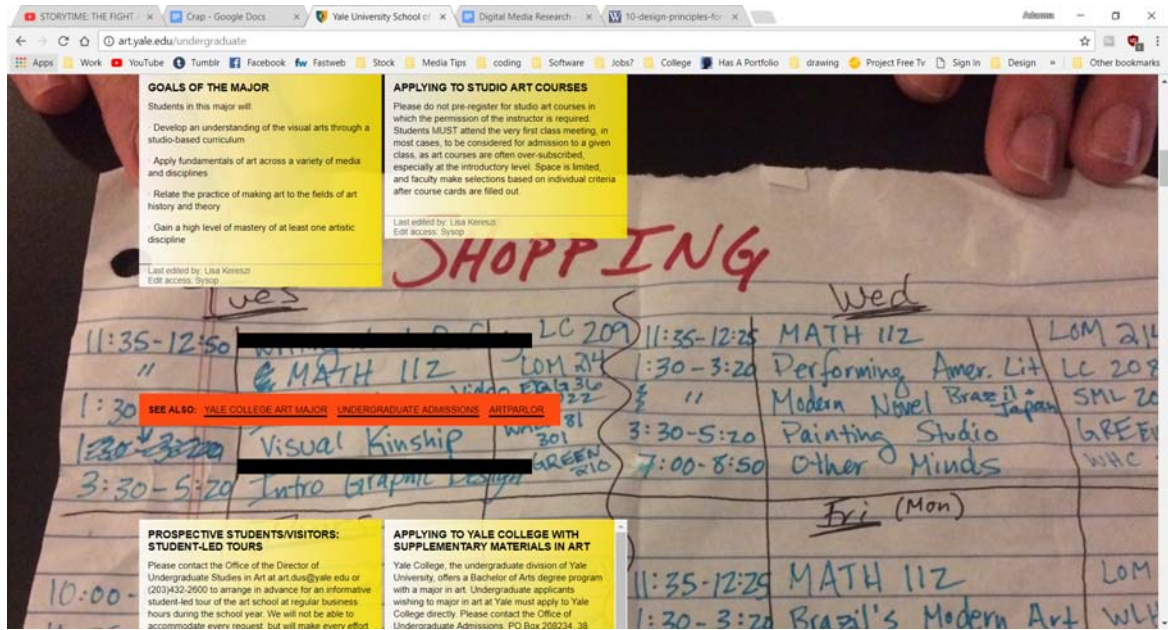 STORYTIME: THE FIGHT
Crap - Google Docs
Yale University School of
Digital Media Research
10-design-principles-for-
art.yale.edu/undergraduate
Apps Work YouTube Tumblr Facebook Fastweb Stock Media Tips coding Software Jobs? College Has A Portfolio drawing Project Free Tv Sign In Design » Other bookmarks
GOALS OF THE MAJOR
Students in this major will:
· Develop an understanding of the visual arts through a
studio-based curriculum
· Apply fundamentals of art across a variety of media
and disciplines
· Relate the practice of making art to the fields of art
history and theory
· Gain a high level of mastery of at least one artistic
discipline
Last edited by: Lisa Kereszi
Edit access: Sysop
APPLYING TO STUDIO ART COURSES
Please do not pre-register for studio art courses in
which the permission of the instructor is required.
Students MUST attend the very first class meeting, in
most cases, to be considered for admission to a given
class, as art courses are often over-subscribed,
especially at the introductory level. Space is limited,
and faculty make selections based on individual criteria
after course cards are filled out.
Last edited by: Lisa Kereszi
Edit access: Sysop
SHOPPING
Tues
11:35-12:50 LC 209
" MATH 112 LOM 214
1:30 Video
SEE ALSO: YALE COLLEGE ART MAJOR UNDERGRADUATE ADMISSIONS ARTPARLOR
Visual Kinship 301
3:30-5:20 Intro Graphic Design GREEN 210
Wed
11:35-12:25 MATH 112 LOM 214
1:30-3:20 Performing Amer. Lit LC 208
" Modern Novel Brazil + Japan SML 20
3:30-5:20 Painting Studio GREEN
7:00-8:50 Other Minds WHC
Fri (Mon)
10:00-
11:35-12:25 MATH 112 LOM
1:30-3:20 Brazil's Modern Art WLH
PROSPECTIVE STUDENTS/VISITORS:
STUDENT-LED TOURS
Please contact the Office of the Director of
Undergraduate Studies in Art at art.dus@yale.edu or
(203)432-2600 to arrange in advance for an informative
student-led tour of the art school at regular business
hours during the school year. We will not be able to
accommodate every request, but will make every effort
APPLYING TO YALE COLLEGE WITH
SUPPLEMENTARY MATERIALS IN ART
Yale College, the undergraduate division of Yale
University, offers a Bachelor of Arts degree program
with a major in art. Undergraduate applicants
wishing to major in art at Yale must apply to Yale
College directly. Please contact the Office of
Undergraduate Admissions, PO Box 208234, 38